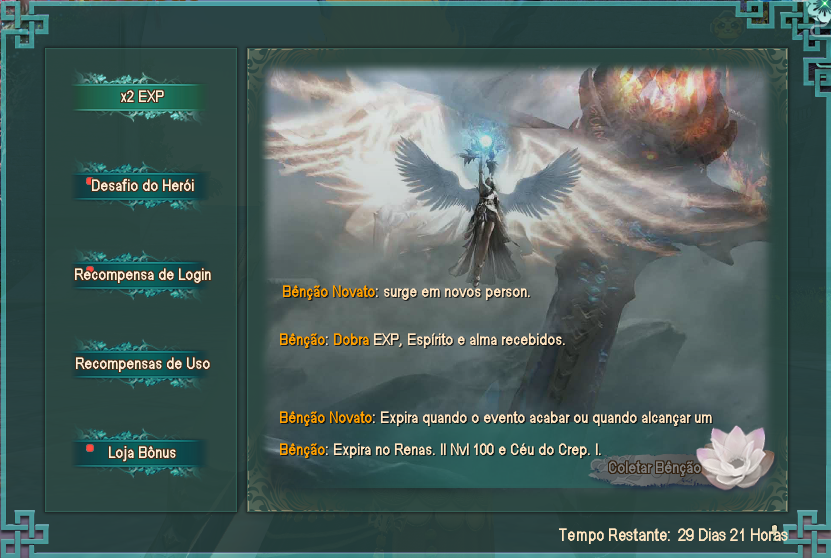 x2 EXP
Desafio do Herói
Recompensa de Login
Recompensas de Uso
Loja Bônus
Bênção Novato: surge em novos person.
Bênção: Dobra EXP, Espírito e alma recebidos.
Bênção Novato: Expira quando o evento acabar ou quando alcançar um
Bênção: Expira no Renas. II Nvl 100 e Céu do Crep. I.
Coletar Bênção
Tempo Restante: 29 Dias 21 Horas